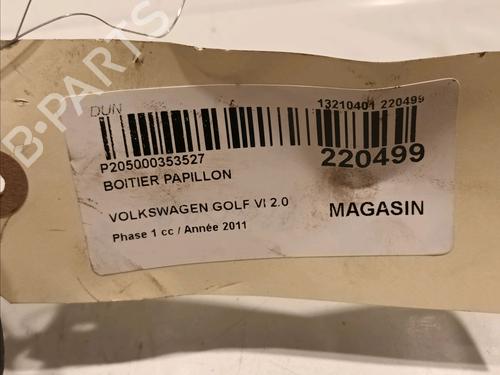 B-PARTS
DUN
13210401 220499
P205000353527
220499
BOITIER PAPILLON
VOLKSWAGEN GOLF VI 2.0
MAGASIN
Phase 1 cc / Année 2011